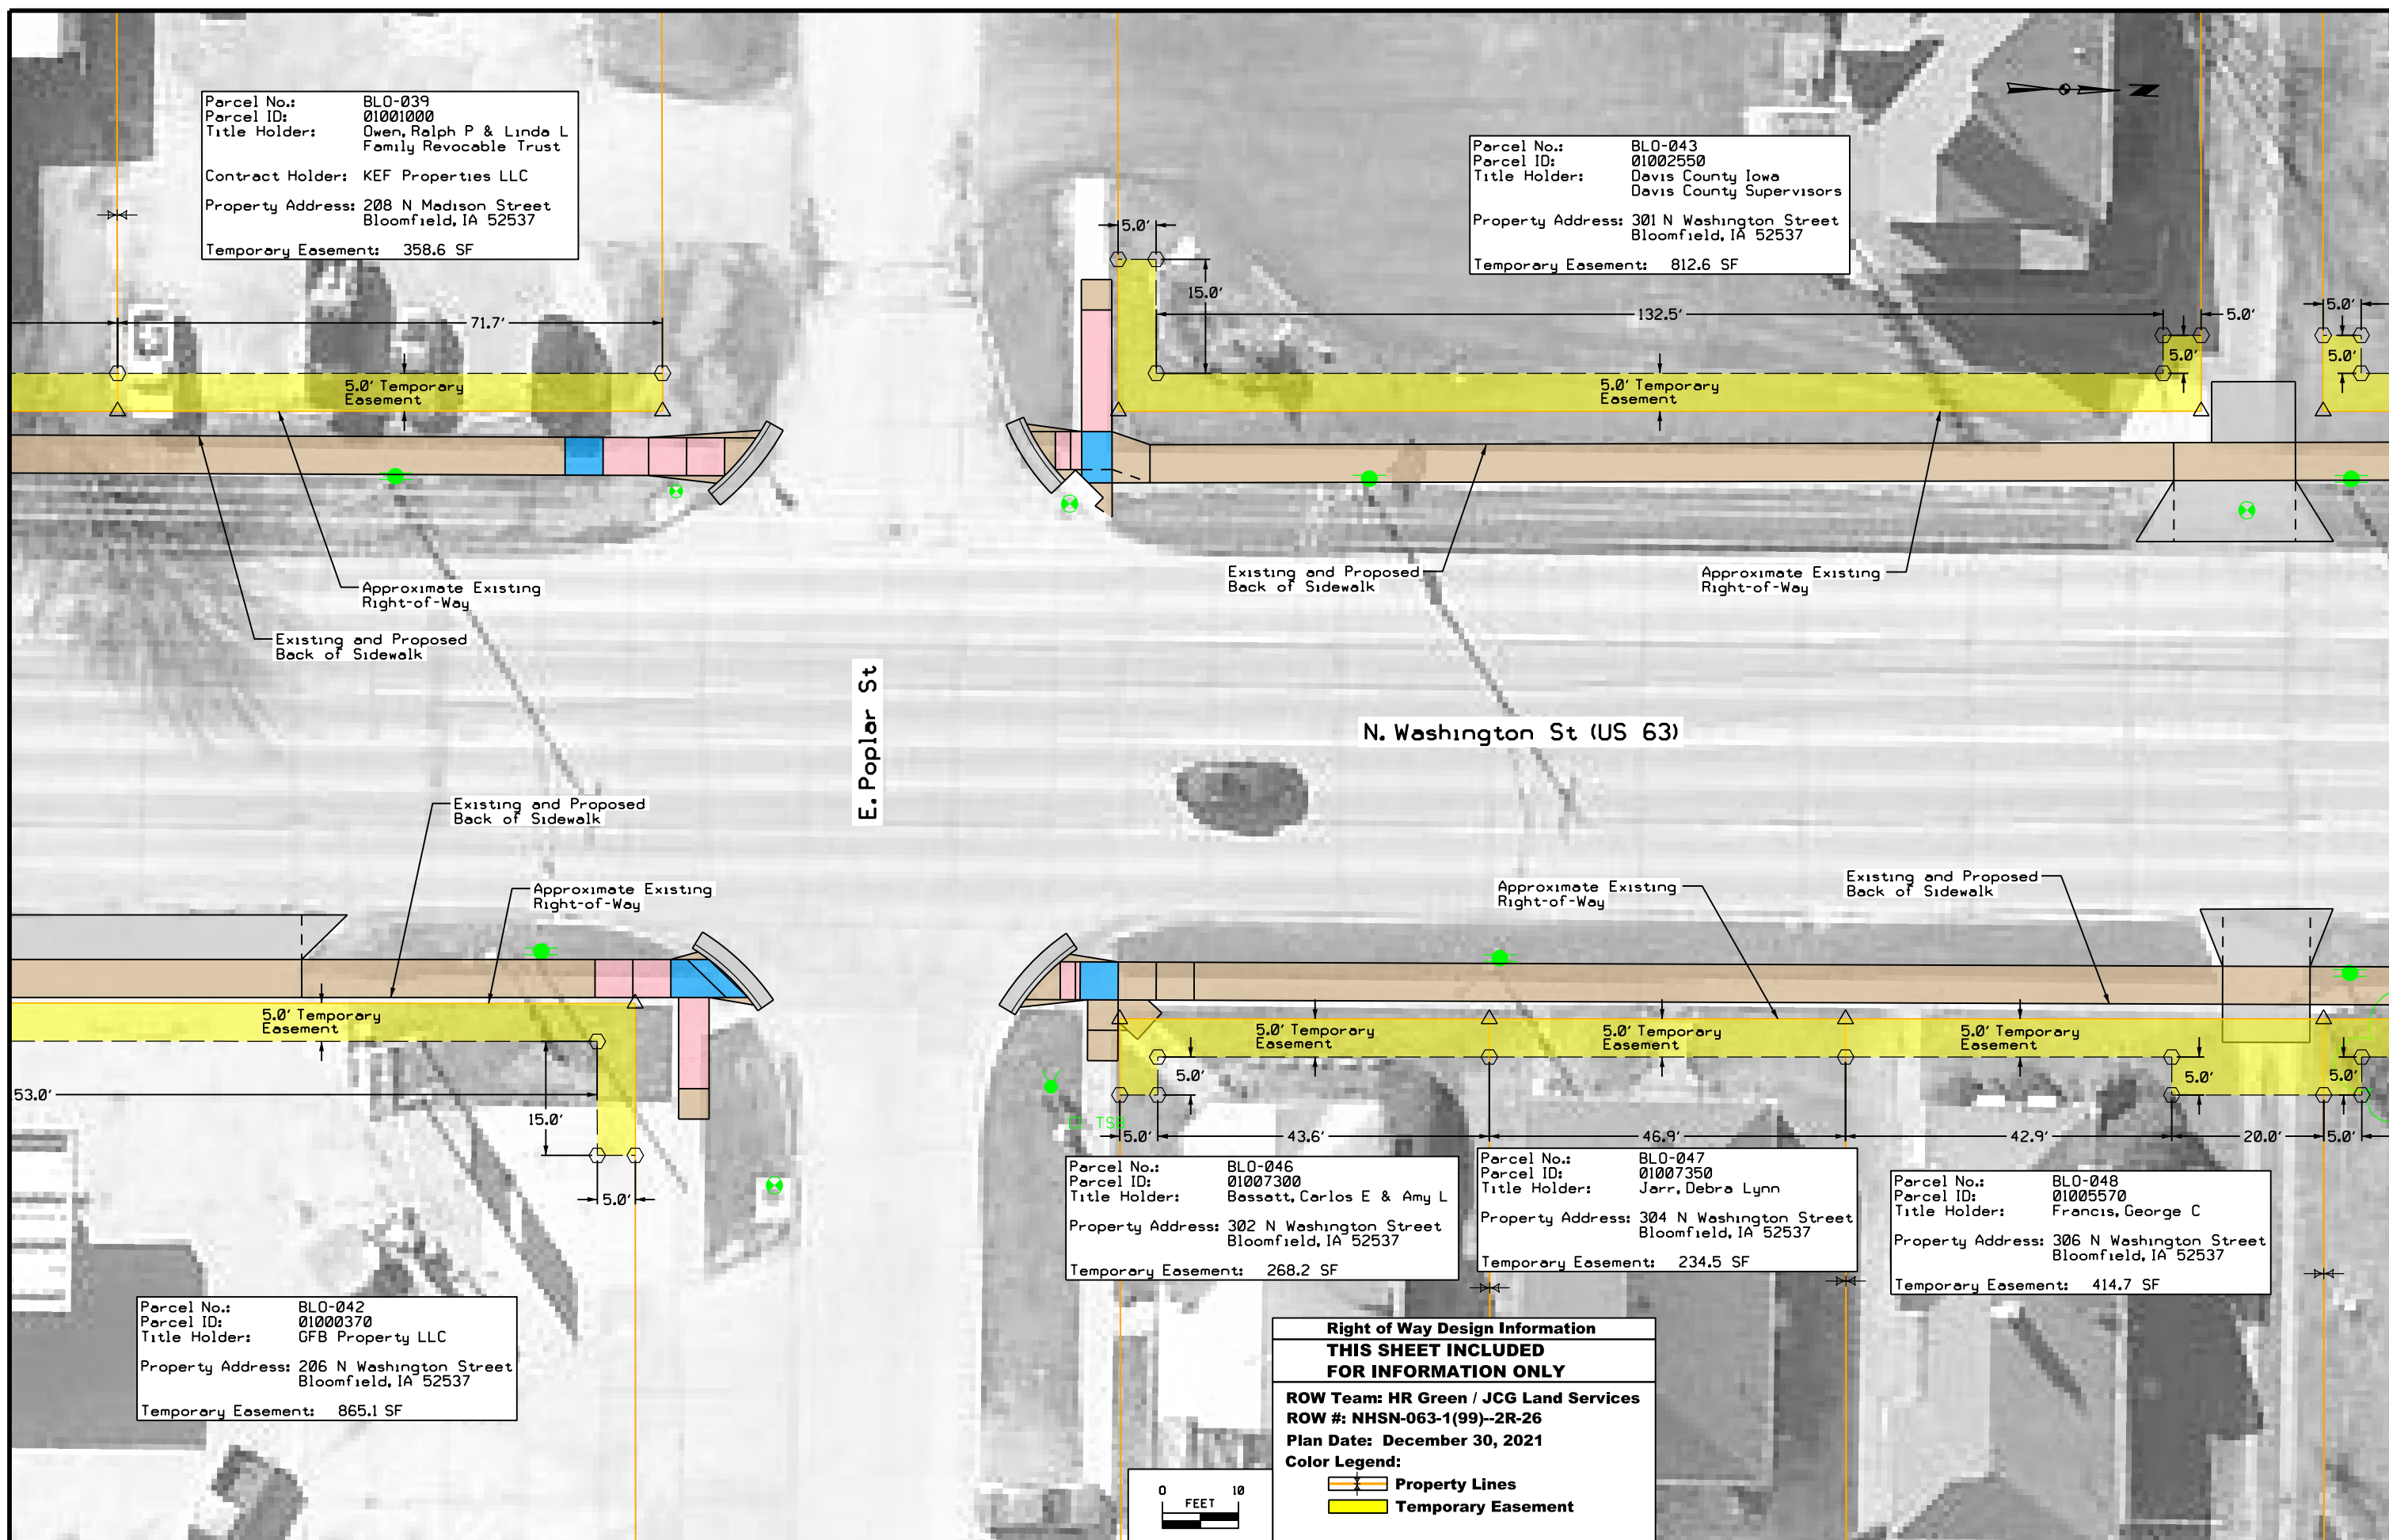 Parcel No.: BLO-039
Parcel ID: 01001000
Title Holder: Owen, Ralph P & Linda L
Family Revocable Trust
Contract Holder: KEF Properties LLC
Property Address: 208 N Madison Street
Bloomfield, IA 52537
Temporary Easement: 358.6 SF
Parcel No.: BLO-043
Parcel ID: 01002550
Title Holder: Davis County Iowa
Davis County Supervisors
Property Address: 301 N Washington Street
Bloomfield, IA 52537
Temporary Easement: 812.6 SF
N
5.0'
15.0'
71.7'
132.5'
5.0'
5.0'
5.0'
5.0'
5.0' Temporary
Easement
5.0' Temporary
Easement
Approximate Existing
Right-of-Way
Existing and Proposed
Back of Sidewalk
Existing and Proposed
Back of Sidewalk
Approximate Existing
Right-of-Way
E. Poplar St
N. Washington St (US 63)
Existing and Proposed
Back of Sidewalk
Approximate Existing
Right-of-Way
Approximate Existing
Right-of-Way
Existing and Proposed
Back of Sidewalk
5.0' Temporary
Easement
5.0' Temporary
Easement
5.0' Temporary
Easement
5.0' Temporary
Easement
53.0'
15.0'
5.0'
5.0'
5.0'
5.0'
TSB
5.0'
43.6'
46.9'
42.9'
20.0'
5.0'
Parcel No.: BLO-046
Parcel ID: 01007300
Title Holder: Bassatt, Carlos E & Amy L
Property Address: 302 N Washington Street
Bloomfield, IA 52537
Temporary Easement: 268.2 SF
Parcel No.: BLO-047
Parcel ID: 01007350
Title Holder: Jarr, Debra Lynn
Property Address: 304 N Washington Street
Bloomfield, IA 52537
Temporary Easement: 234.5 SF
Parcel No.: BLO-048
Parcel ID: 01005570
Title Holder: Francis, George C
Property Address: 306 N Washington Street
Bloomfield, IA 52537
Temporary Easement: 414.7 SF
Parcel No.: BLO-042
Parcel ID: 01000370
Title Holder: GFB Property LLC
Property Address: 206 N Washington Street
Bloomfield, IA 52537
Temporary Easement: 865.1 SF
Right of Way Design Information
THIS SHEET INCLUDED
FOR INFORMATION ONLY
ROW Team: HR Green / JCG Land Services
ROW #: NHSN-063-1(99)--2R-26
Plan Date: December 30, 2021
Color Legend:
Property Lines
Temporary Easement
0 10
FEET